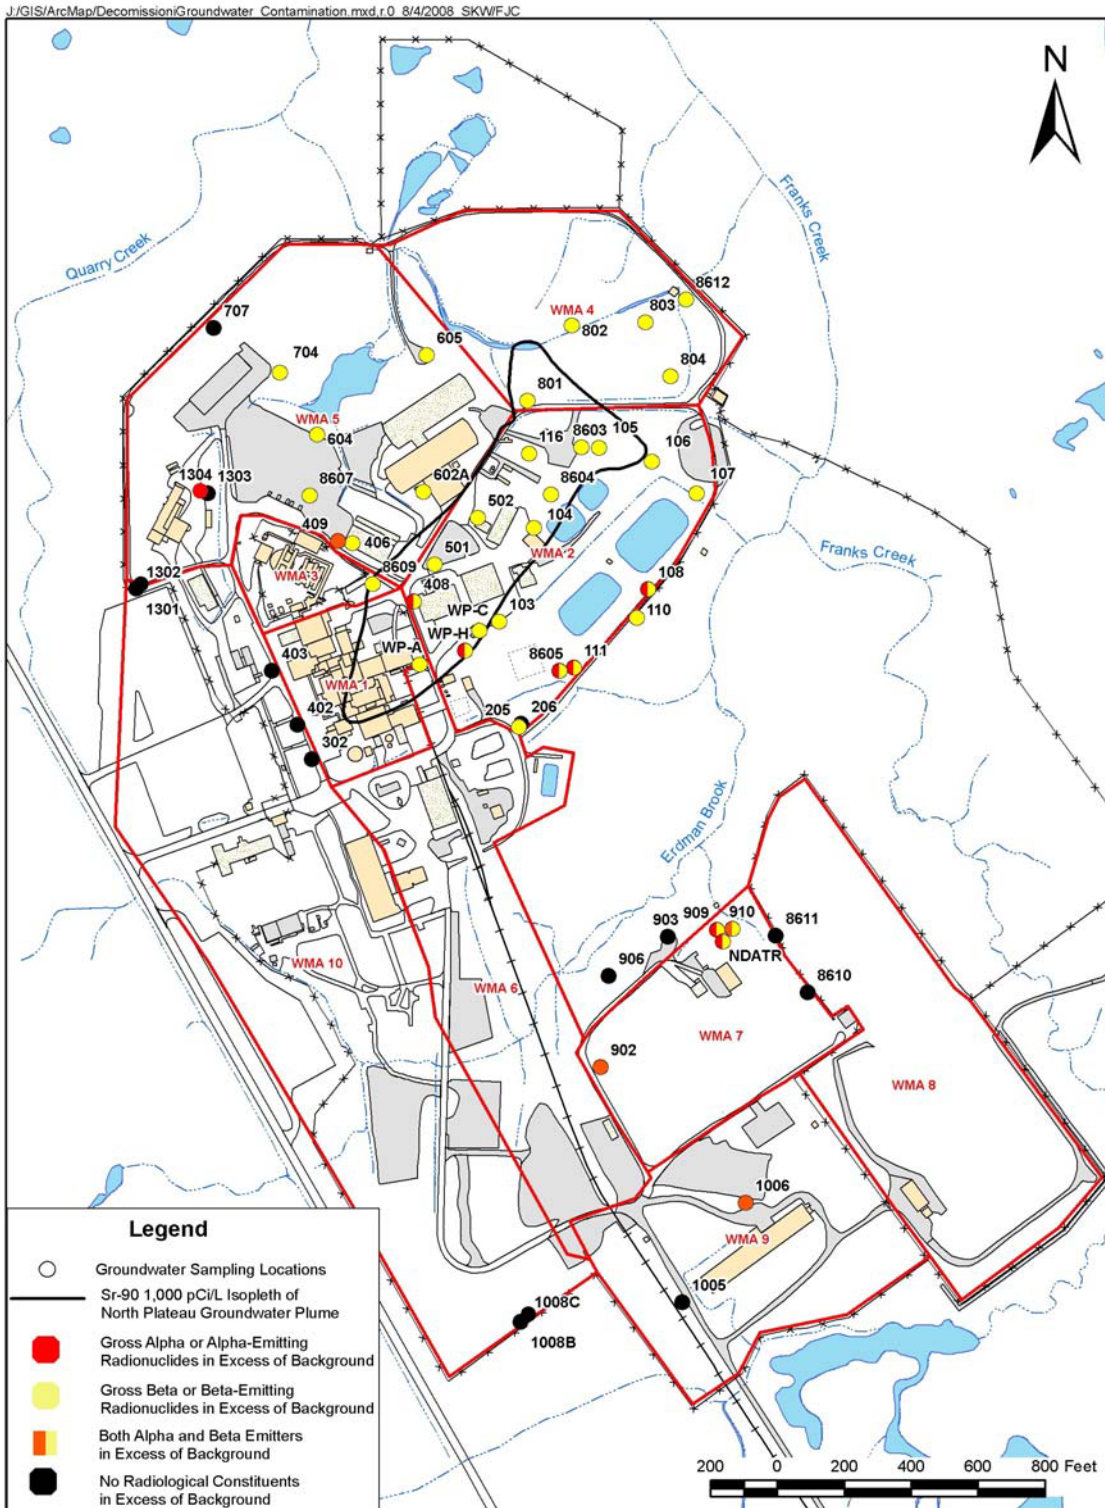 J:/GIS/ArcMap/DecomissioniGroundwater_Contamination.mxd,r.0 8/4/2008 SKW/FJC
N
Franks Creek
Quarry Creek
8612
707
WMA 4
803
802
605
704
804
801
WMA 5
105
604
116
8603
106
602A
1304
1303
107
8607
8604
502
409
104
406
501
WMA 2
Franks Creek
8609
1302
WMA 3
408
108
1301
WP-C
103
110
WP-H
403
WP-A
8605
111
WMA 1
402
205
206
302
Erdman Brook
903
909
910
8611
NDATR
906
WMA 10
8610
WMA 6
WMA 7
902
WMA 8
1006
WMA 9
1005
1008C
1008B
Legend
Groundwater Sampling Locations
Sr-90 1,000 pCi/L Isopleth of
North Plateau Groundwater Plume
Gross Alpha or Alpha-Emitting
Radionuclides in Excess of Background
Gross Beta or Beta-Emitting
Radionuclides in Excess of Background
Both Alpha and Beta Emitters
in Excess of Background
No Radiological Constituents
in Excess of Background
200 0 200 400 600 800 Feet